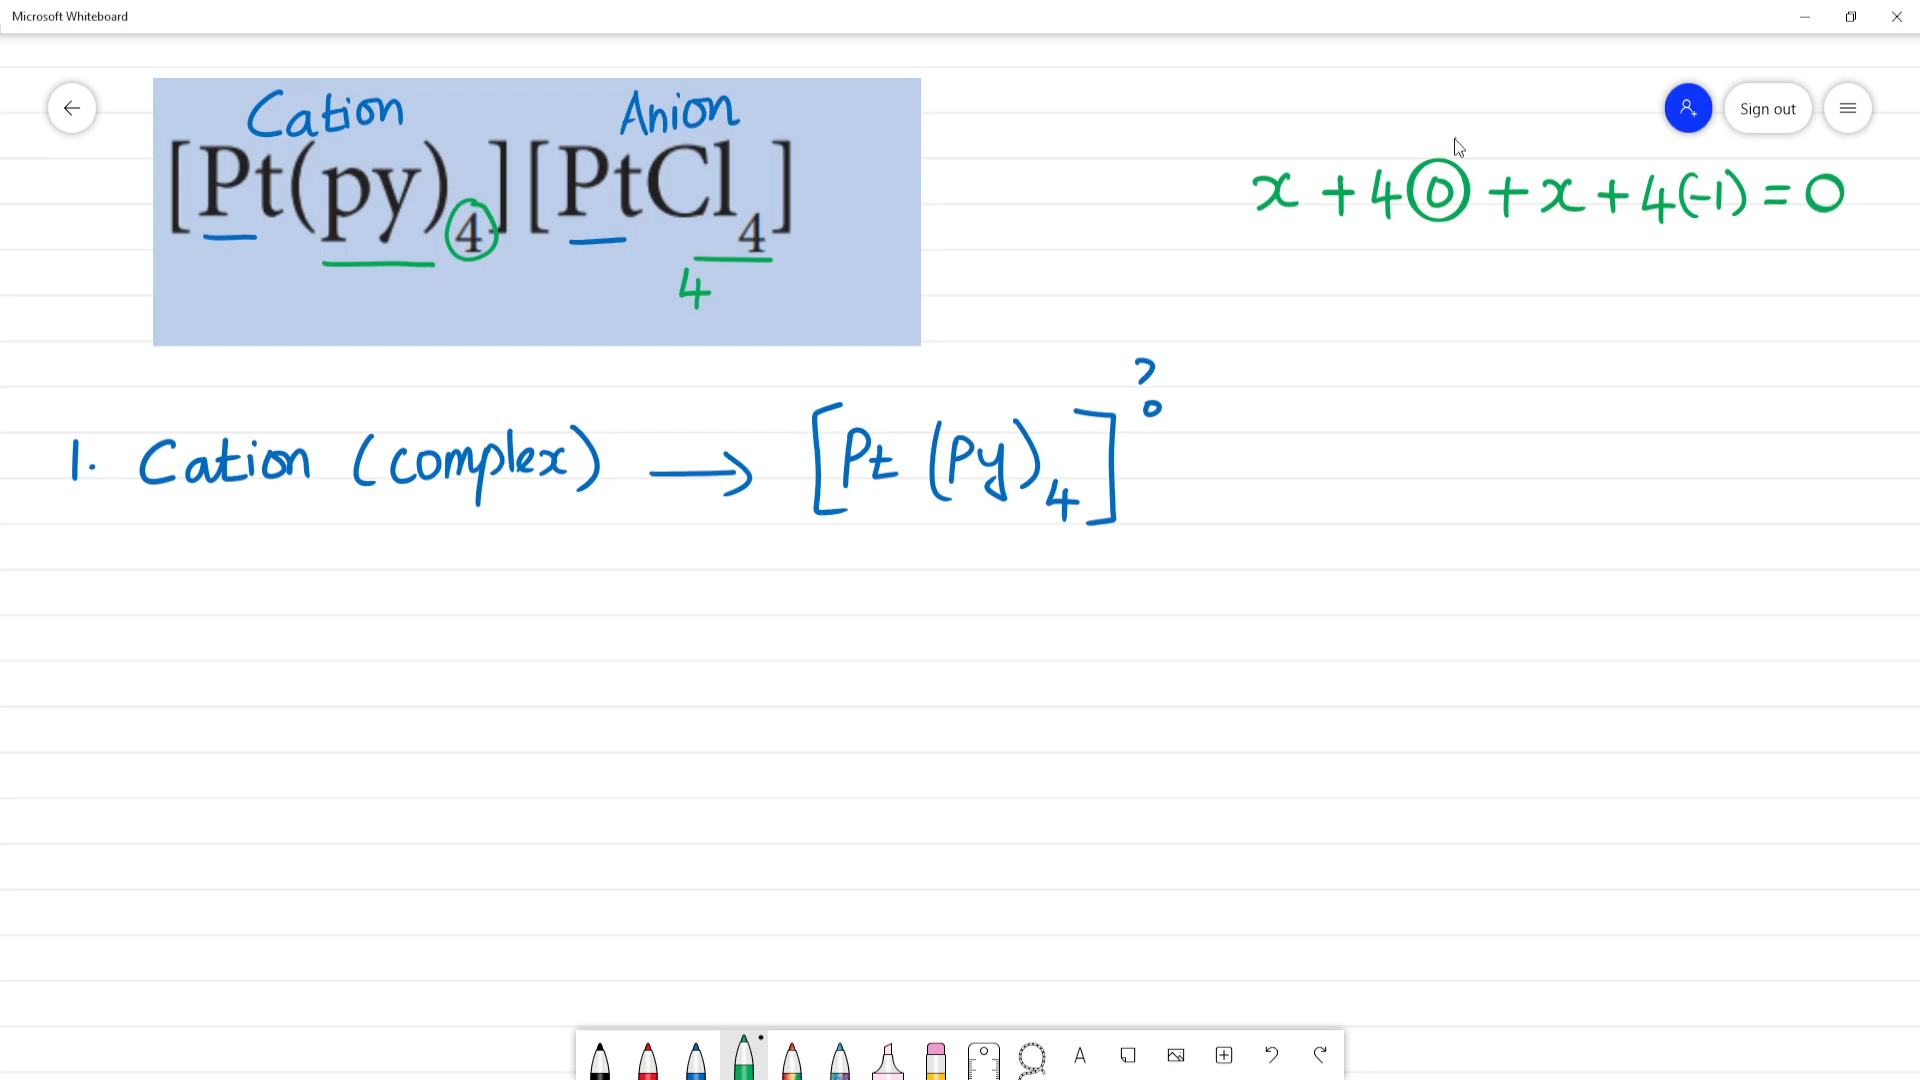 Microsoft Whiteboard
Cation Anion
[Pt(py)₄][PtCl₄]
4
Sign out
x + 4(0) + x + 4(-1) = 0
1. Cation (complex) → [Pt (Py)₄]?
A